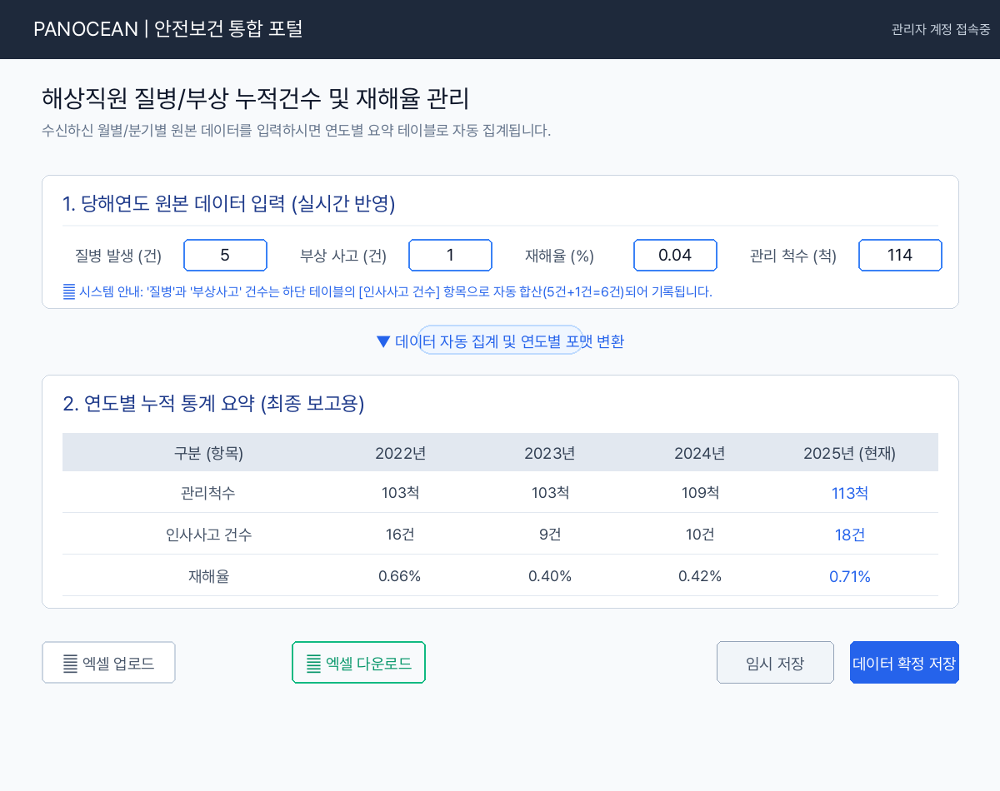 PANOCEAN | 안전보건 통합 포털
관리자 계정 접속중
해상직원 질병/부상 누적건수 및 재해율 관리
수신하신 월별/분기별 원본 데이터를 입력하시면 연도별 요약 테이블로 자동 집계됩니다.
1. 당해연도 원본 데이터 입력 (실시간 반영)
질병 발생 (건) 5 부상 사고 (건) 1 재해율 (%) 0.04 관리 척수 (척) 114
시스템 안내: '질병'과 '부상사고' 건수는 하단 테이블의 [인사사고 건수] 항목으로 자동 합산(5건+1건=6건)되어 기록됩니다.
▼ 데이터 자동 집계 및 연도별 포맷 변환
2. 연도별 누적 통계 요약 (최종 보고용)
구분 (항목) 2022년 2023년 2024년 2025년 (현재)
관리척수 103척 103척 109척 113척
인사사고 건수 16건 9건 10건 18건
재해율 0.66% 0.40% 0.42% 0.71%
엑셀 업로드 엑셀 다운로드 임시 저장 데이터 확정 저장